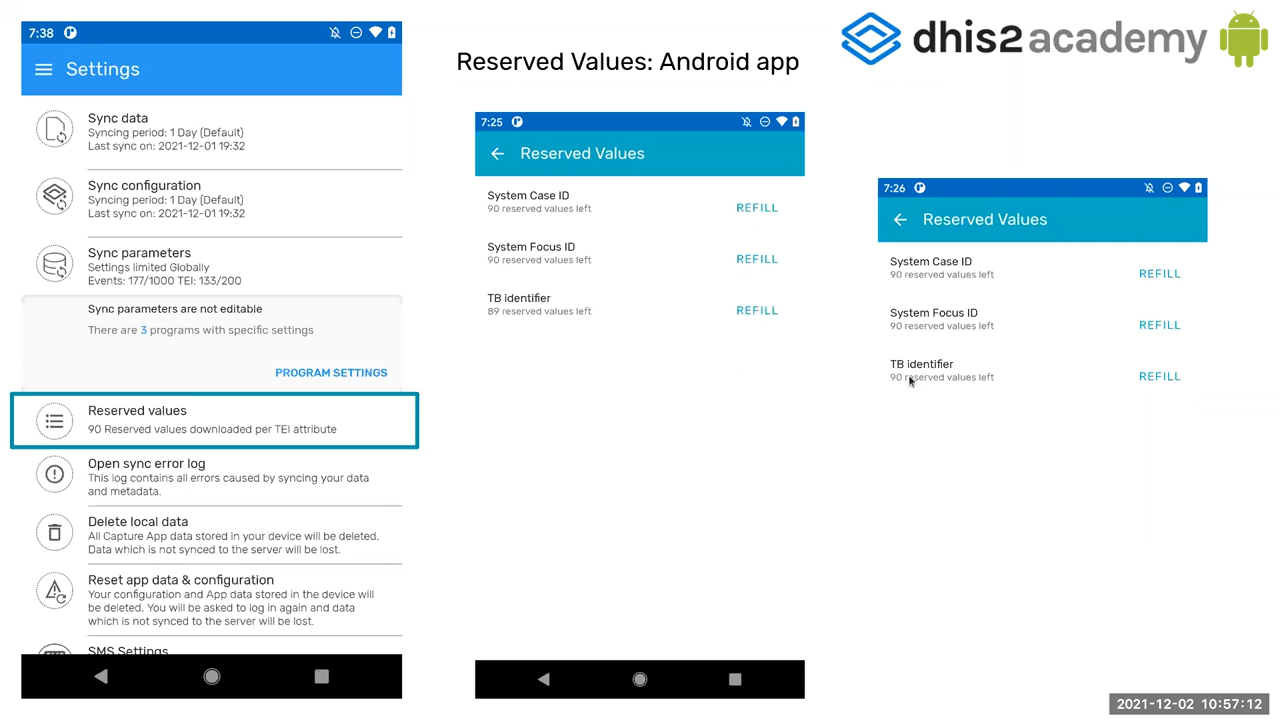 7:38
Settings
Sync data
Syncing period: 1 Day (Default)
Last sync on: 2021-12-01 19:32
Sync configuration
Syncing period: 1 Day (Default)
Last sync on: 2021-12-01 19:32
Sync parameters
Settings limited Globally
Events: 177/1000 TEI: 133/200
Sync parameters are not editable
There are 3 programs with specific settings
PROGRAM SETTINGS
Reserved values
90 Reserved values downloaded per TEI attribute
Open sync error log
This log contains all errors caused by syncing your data
and metadata.
Delete local data
All Capture App data stored in your device will be deleted.
Data which is not synced to the server will be lost.
Reset app data & configuration
Your configuration and App data stored in the device will
be deleted. You will be asked to log in again and data
which is not synced to the server will be lost.
SMS Settings
Reserved Values: Android app
7:25
Reserved Values
System Case ID
90 reserved values left
REFILL
System Focus ID
90 reserved values left
REFILL
TB identifier
89 reserved values left
REFILL
dhis2 academy
7:26
Reserved Values
System Case ID
90 reserved values left
REFILL
System Focus ID
90 reserved values left
REFILL
TB identifier
90 reserved values left
REFILL
2021-12-02 10:57:12